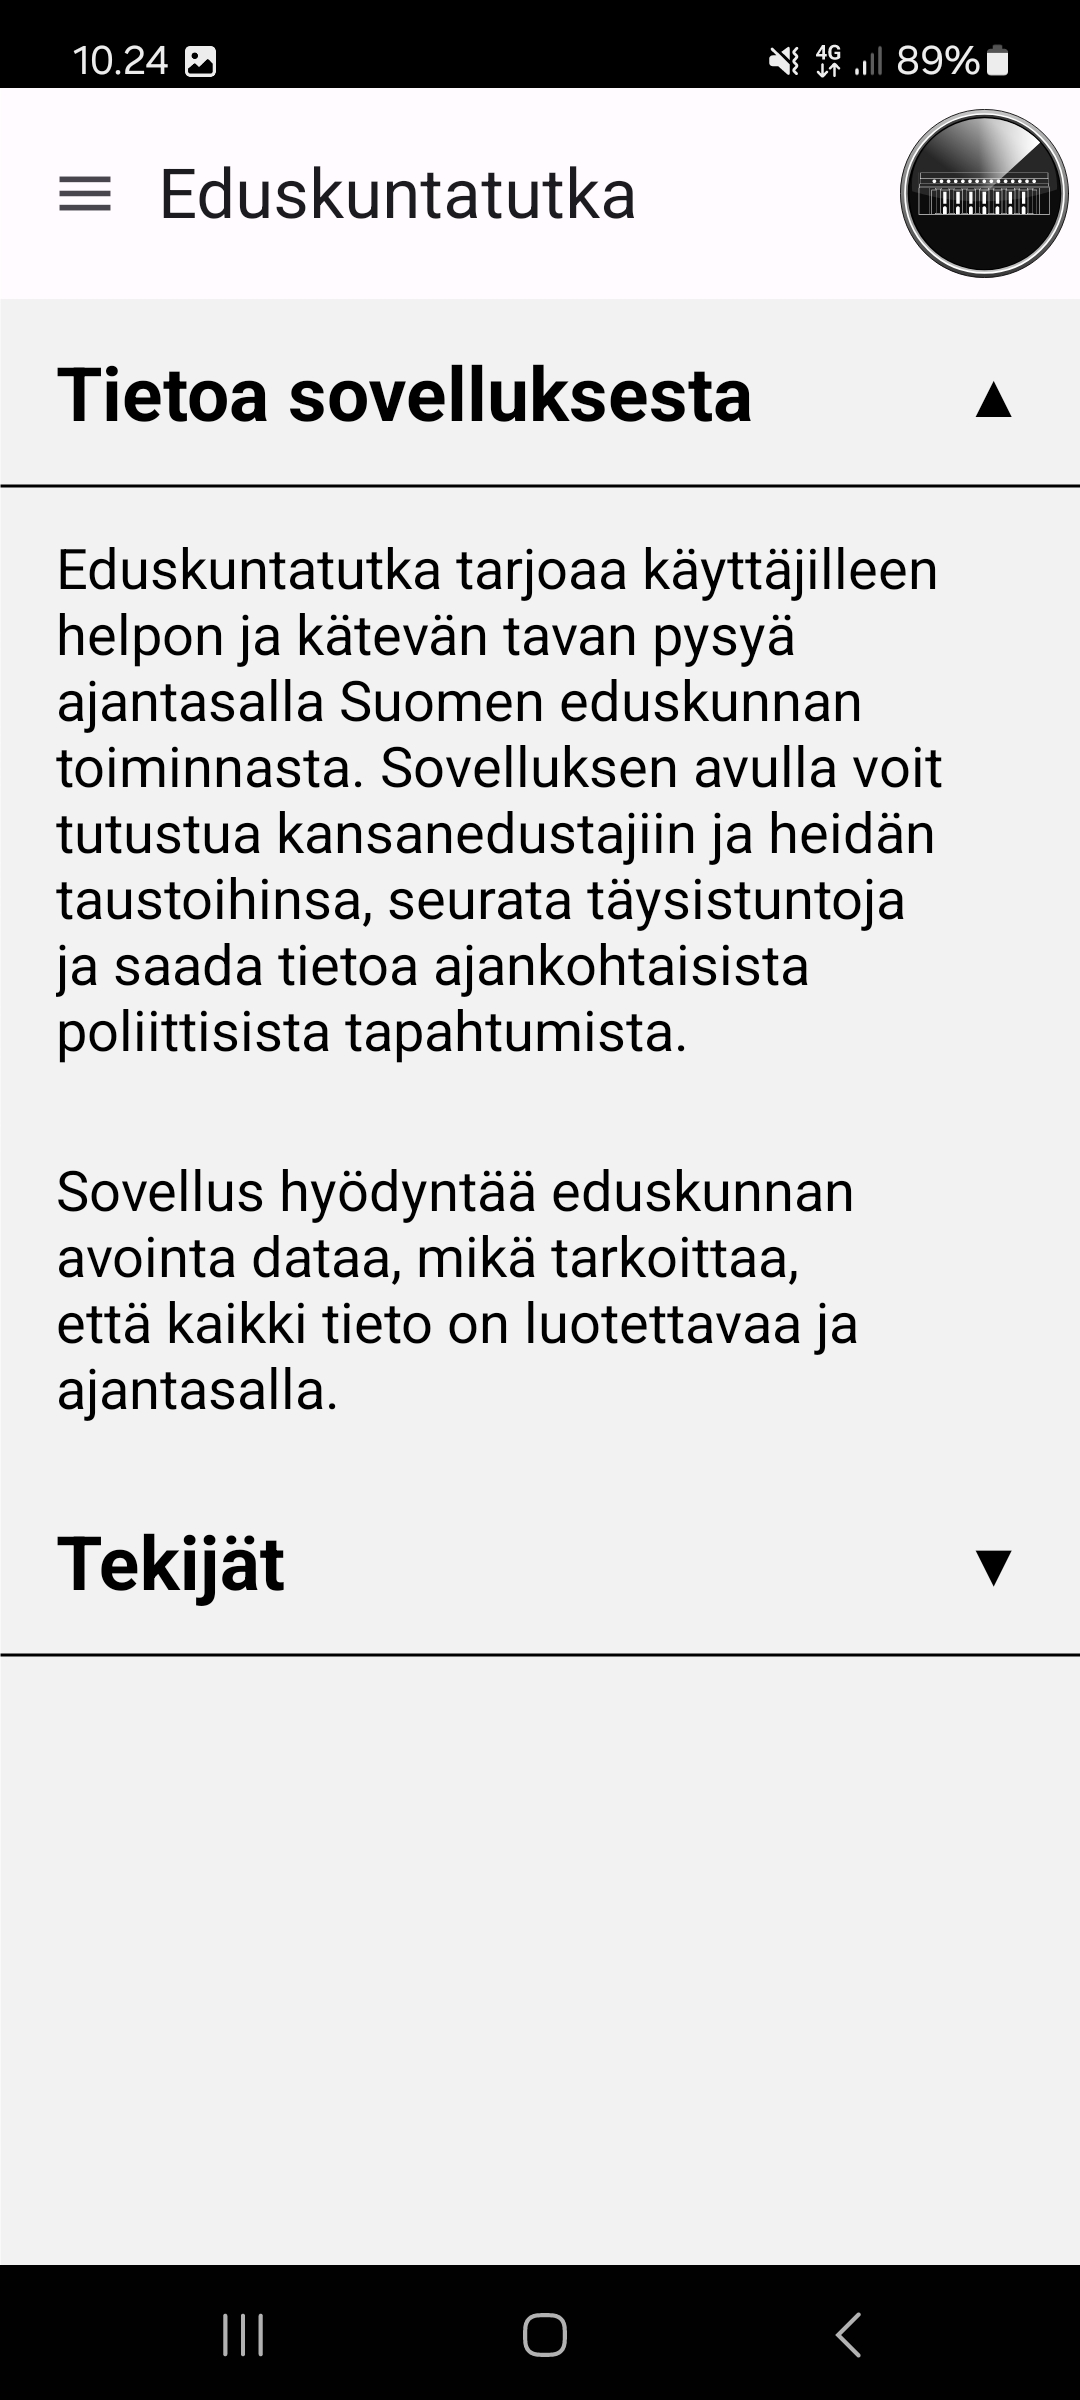 10.24
4G
89%
Eduskuntatutka
Tietoa sovelluksesta ▲
Eduskuntatutka tarjoaa käyttäjilleen
helpon ja kätevän tavan pysyä
ajantasalla Suomen eduskunnan
toiminnasta. Sovelluksen avulla voit
tutustua kansanedustajiin ja heidän
taustoihinsa, seurata täysistuntoja
ja saada tietoa ajankohtaisista
poliittisista tapahtumista.
Sovellus hyödyntää eduskunnan
avointa dataa, mikä tarkoittaa,
että kaikki tieto on luotettavaa ja
ajantasalla.
Tekijät ▼